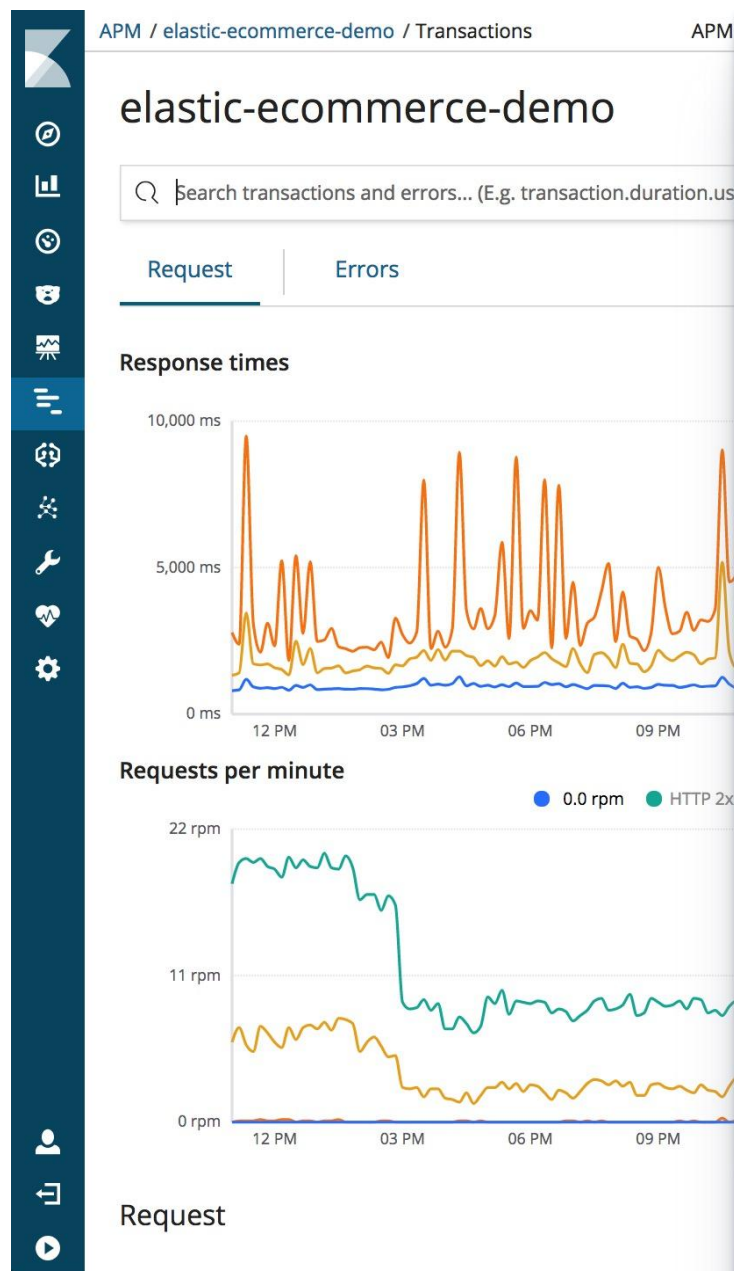 APM / elastic-ecommerce-demo / Transactions APM
elastic-ecommerce-demo
Search transactions and errors... (E.g. transaction.duration.us
Request Errors
Response times
10,000 ms
5,000 ms
0 ms
12 PM 03 PM 06 PM 09 PM
Requests per minute
0.0 rpm HTTP 2x
22 rpm
11 rpm
0 rpm
12 PM 03 PM 06 PM 09 PM
Request